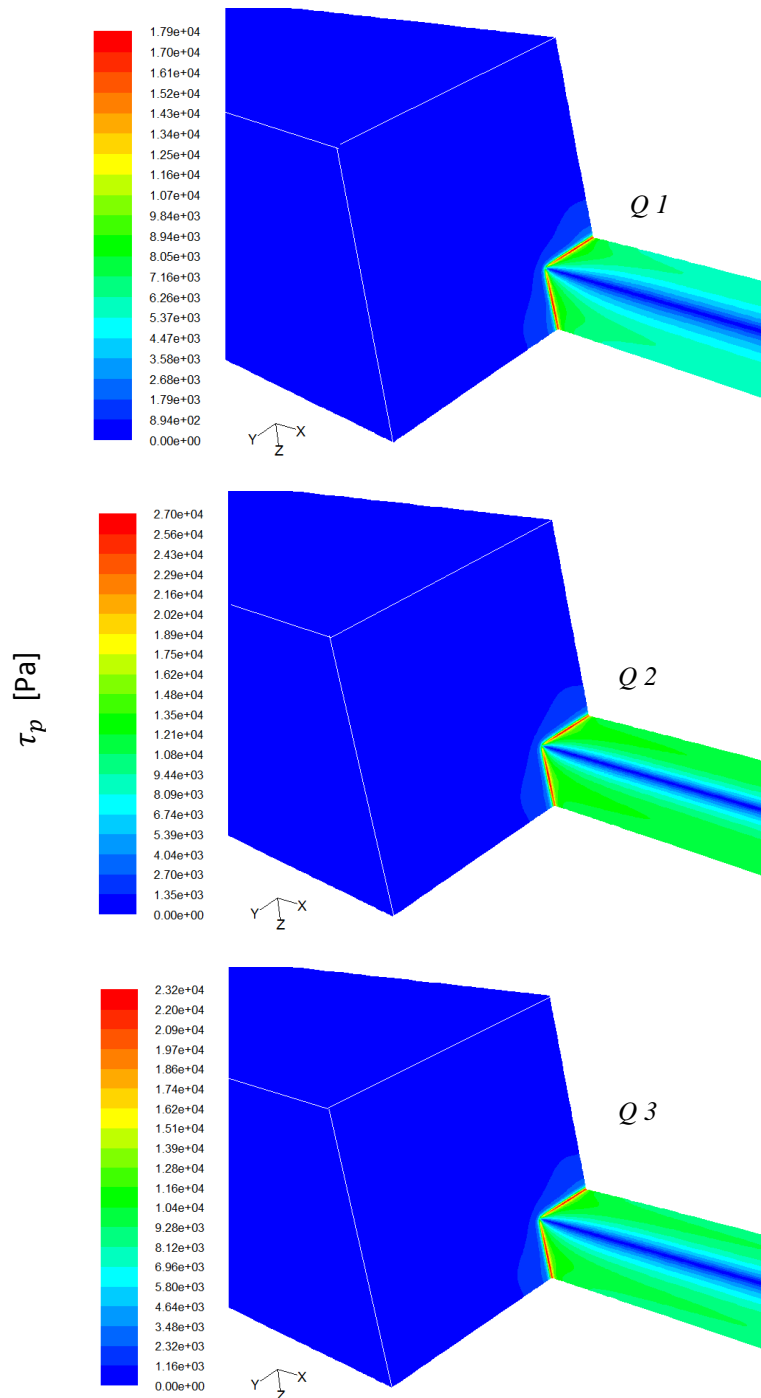 1.79e+04
1.70e+04
1.61e+04
1.52e+04
1.43e+04
1.34e+04
1.25e+04
1.16e+04
1.07e+04
9.84e+03
8.94e+03
8.05e+03
7.16e+03
6.26e+03
5.37e+03
4.47e+03
3.58e+03
2.68e+03
1.79e+03
8.94e+02
0.00e+00
Q 1
Y Z X
2.70e+04
2.56e+04
2.43e+04
2.29e+04
2.16e+04
2.02e+04
1.89e+04
1.75e+04
1.62e+04
1.48e+04
1.35e+04
1.21e+04
1.08e+04
9.44e+03
8.09e+03
6.74e+03
5.39e+03
4.04e+03
2.70e+03
1.35e+03
0.00e+00
τp [Pa]
Q 2
Y Z X
2.32e+04
2.20e+04
2.09e+04
1.97e+04
1.86e+04
1.74e+04
1.62e+04
1.51e+04
1.39e+04
1.28e+04
1.16e+04
1.04e+04
9.28e+03
8.12e+03
6.96e+03
5.80e+03
4.64e+03
3.48e+03
2.32e+03
1.16e+03
0.00e+00
Q 3
Y Z X